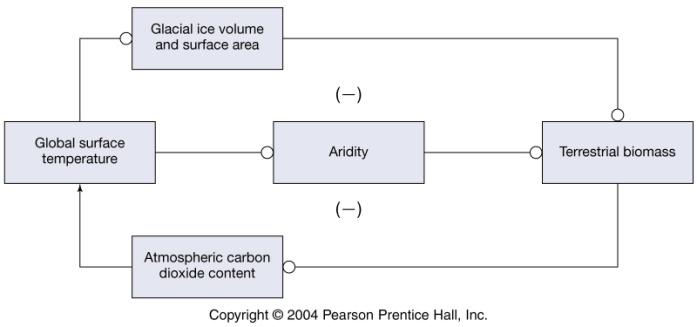 Glacial ice volume
and surface area
(−)
Global surface
temperature
Aridity
Terrestrial biomass
(−)
Atmospheric carbon
dioxide content
Copyright © 2004 Pearson Prentice Hall, Inc.